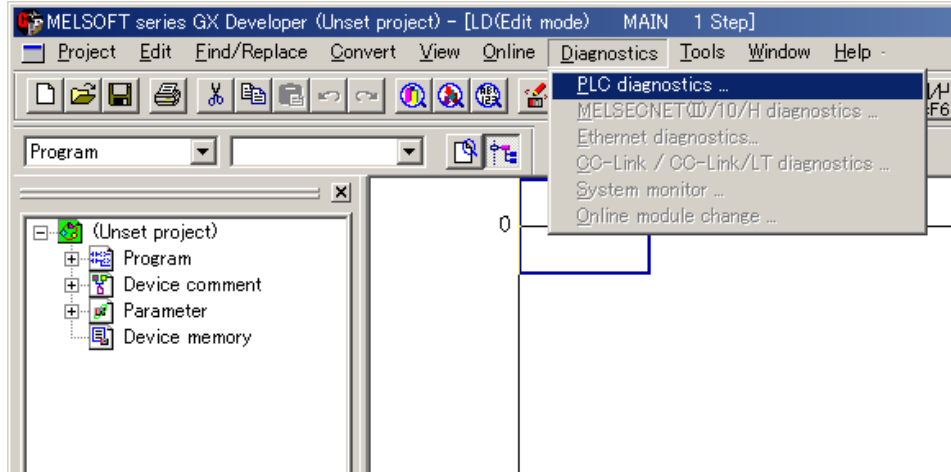 MELSOFT series GX Developer (Unset project) - [LD(Edit mode) MAIN 1 Step]
Project Edit Find/Replace Convert View Online Diagnostics Tools Window Help
PLC diagnostics ...
MELSECNET(II)/10/H diagnostics ...
Ethernet diagnostics...
CC-Link / CC-Link/LT diagnostics ...
System monitor ...
Online module change ...
F6
Program
0
(Unset project)
Program
Device comment
Parameter
Device memory